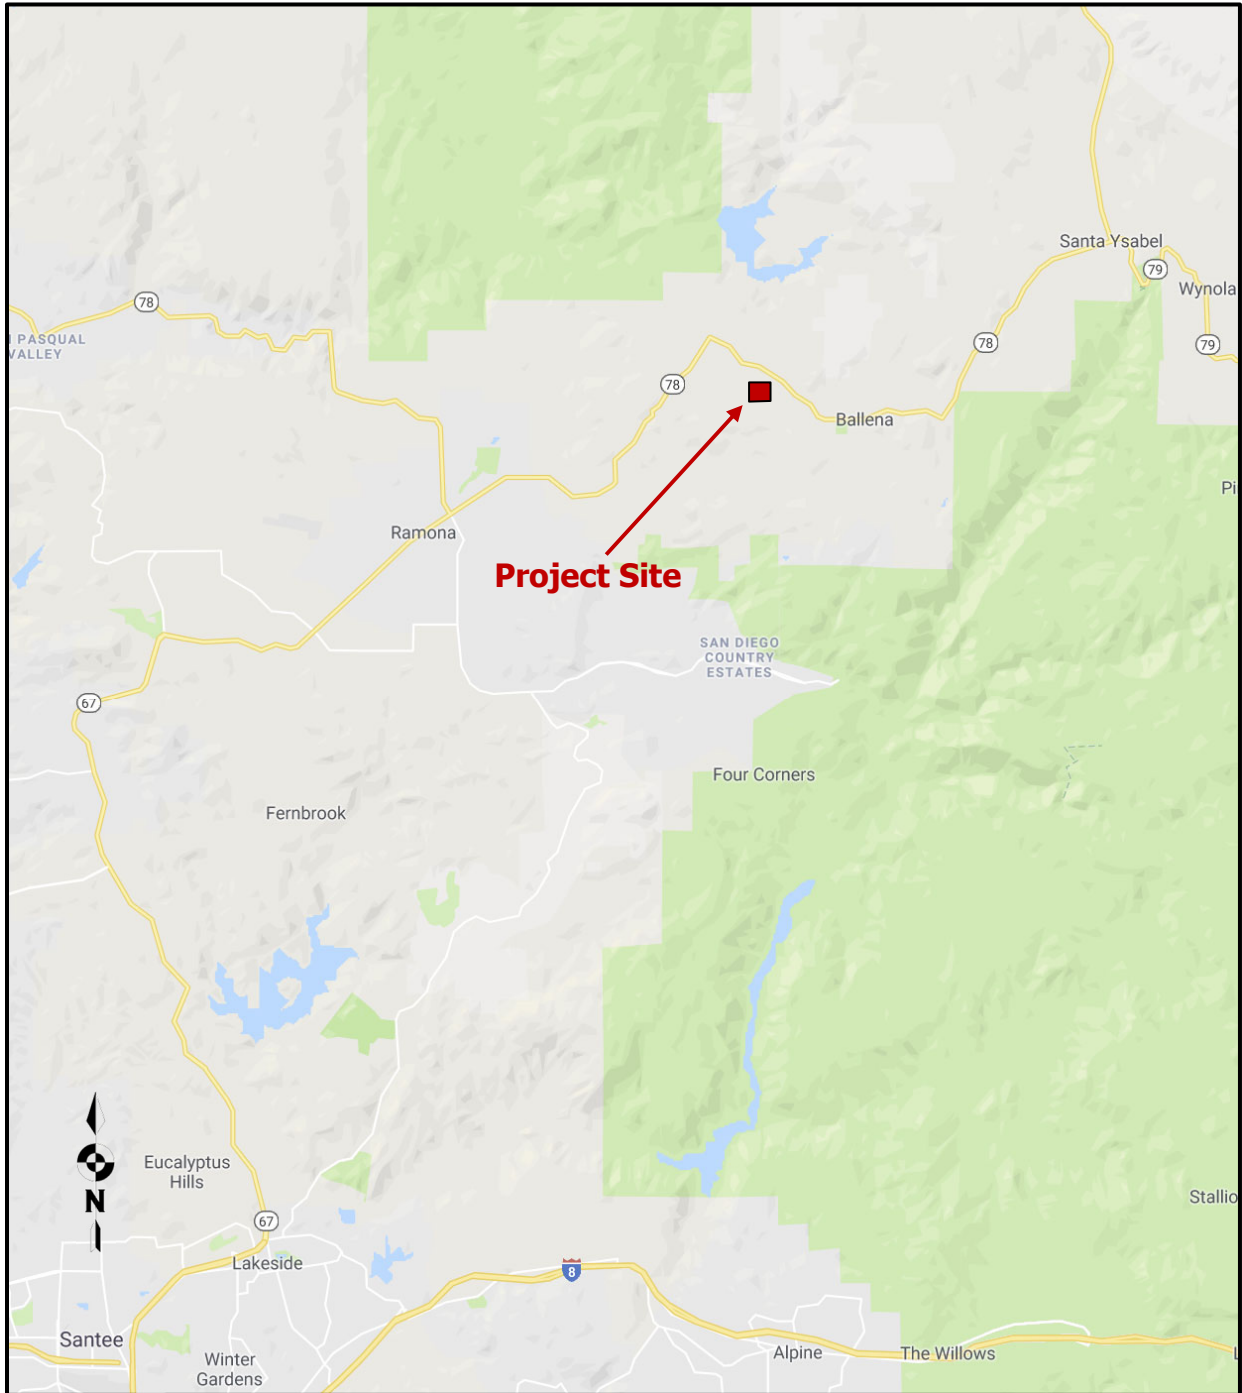 Santa Ysabel
79
Wynola
78
PASQUAL
VALLEY
78
79
78
Ballena
Pi
Ramona
Project Site
SAN DIEGO
COUNTRY
ESTATES
67
Four Corners
Fernbrook
Eucalyptus
Hills
N
Stallio
67
Lakeside
8
Santee
Winter
Gardens
Alpine
The Willows